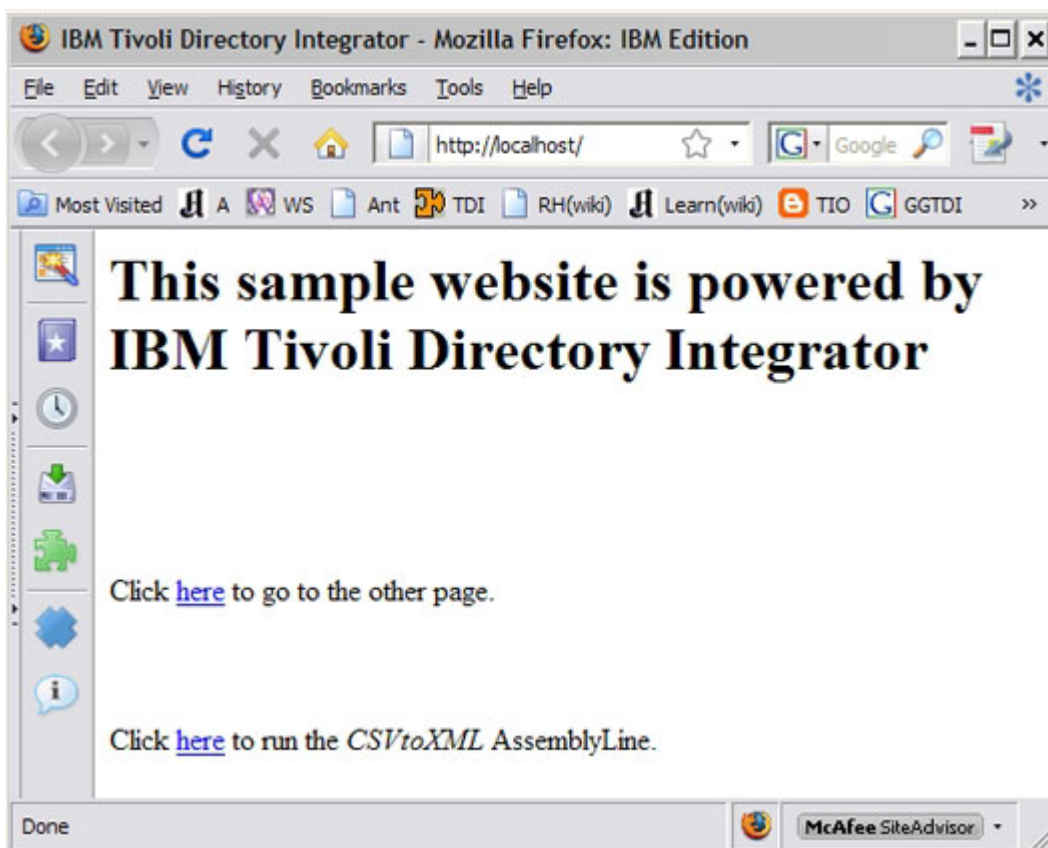 IBM Tivoli Directory Integrator - Mozilla Firefox: IBM Edition
File Edit View History Bookmarks Tools Help
http://localhost/ G Google
Most Visited A A WS Ant TDI RH(wiki) A Learn(wiki) TIO G GGTDI »
This sample website is powered by
IBM Tivoli Directory Integrator
Click here to go to the other page.
Click here to run the CSVtoXML AssemblyLine.
Done McAfee SiteAdvisor